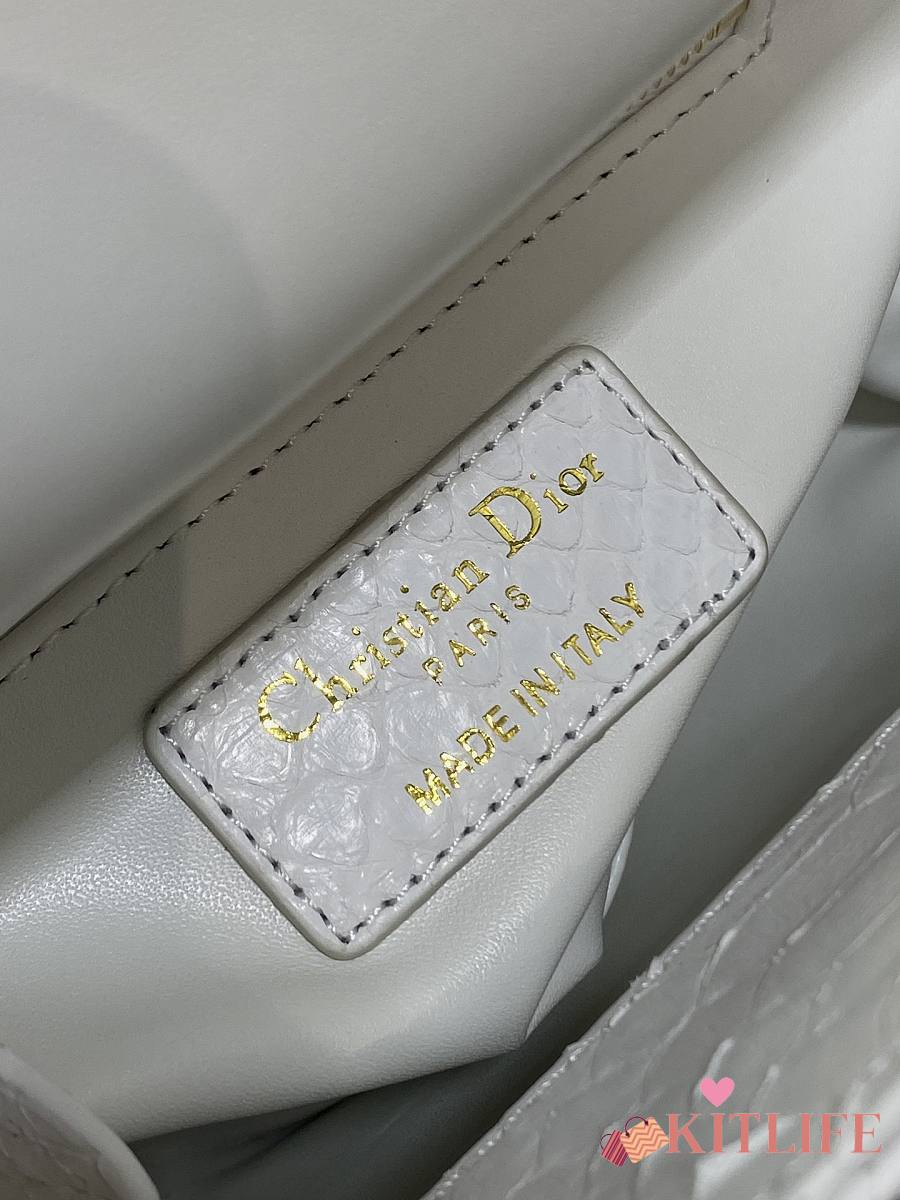 Christian Dior
PARIS
MADE IN ITALY
KITLIFE